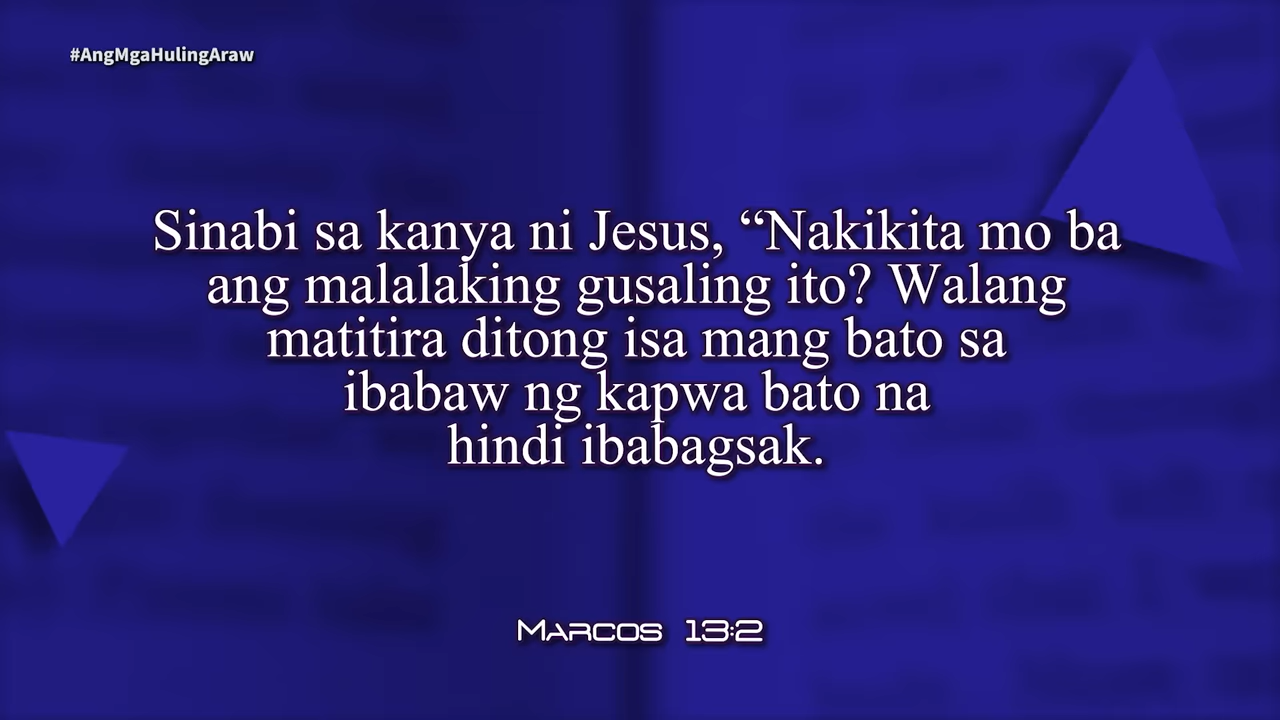 #AngMgaHulingAraw
Sinabi sa kanya ni Jesus, “Nakikita mo ba
ang malalaking gusaling ito? Walang
matitira ditong isa mang bato sa
ibabaw ng kapwa bato na
hindi ibabagsak.
Marcos 13:2